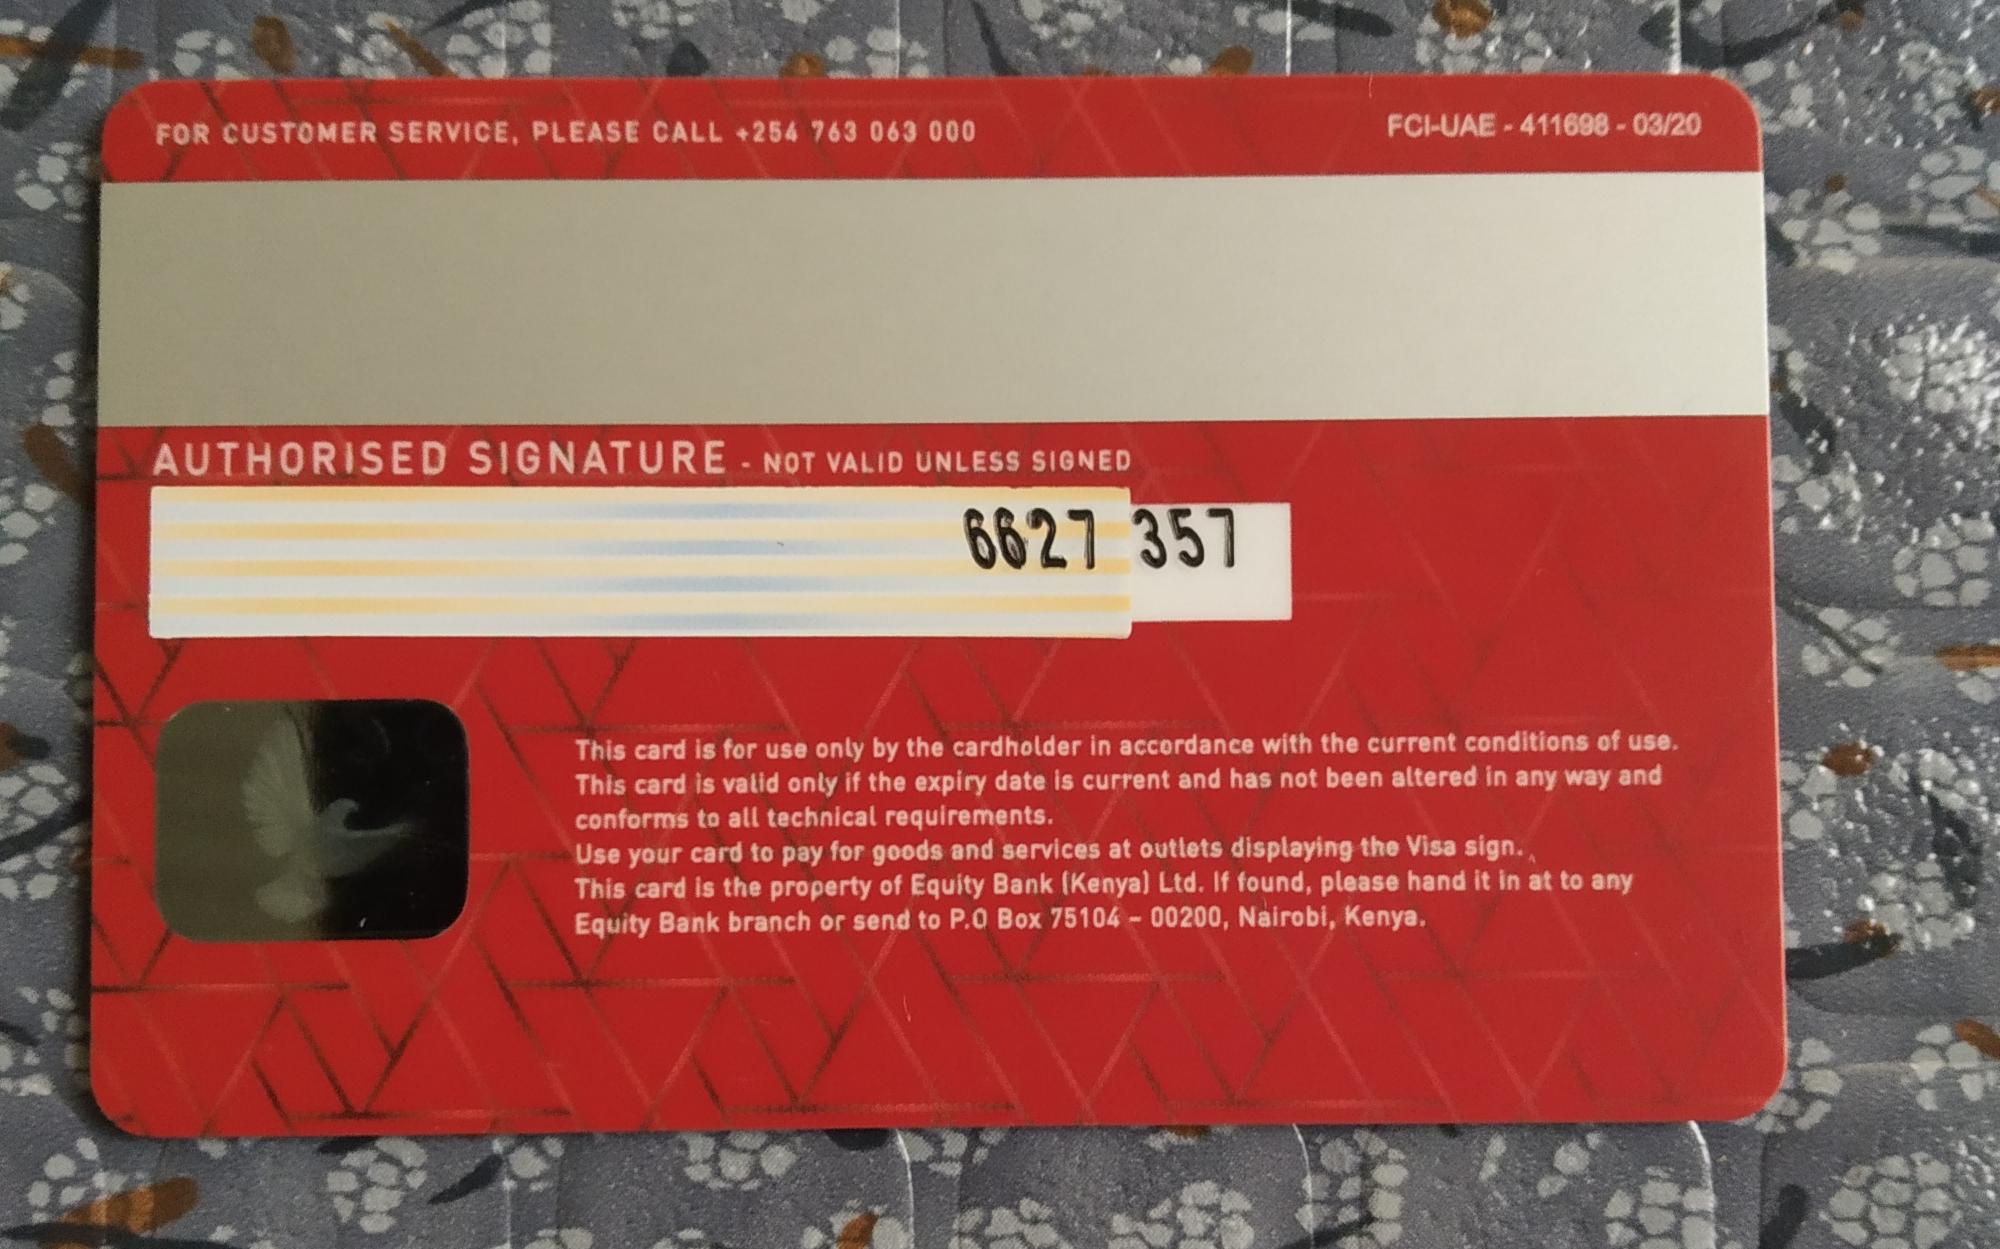 FOR CUSTOMER SERVICE, PLEASE CALL +254 763 063 000
FCI-UAE - 411698 - 03/20
AUTHORISED SIGNATURE - NOT VALID UNLESS SIGNED
6627 357
This card is for use only by the cardholder in accordance with the current conditions of use.
This card is valid only if the expiry date is current and has not been altered in any way and
conforms to all technical requirements.
Use your card to pay for goods and services at outlets displaying the Visa sign.
This card is the property of Equity Bank (Kenya) Ltd. If found, please hand it in at to any
Equity Bank branch or send to P.O Box 75104 – 00200, Nairobi, Kenya.